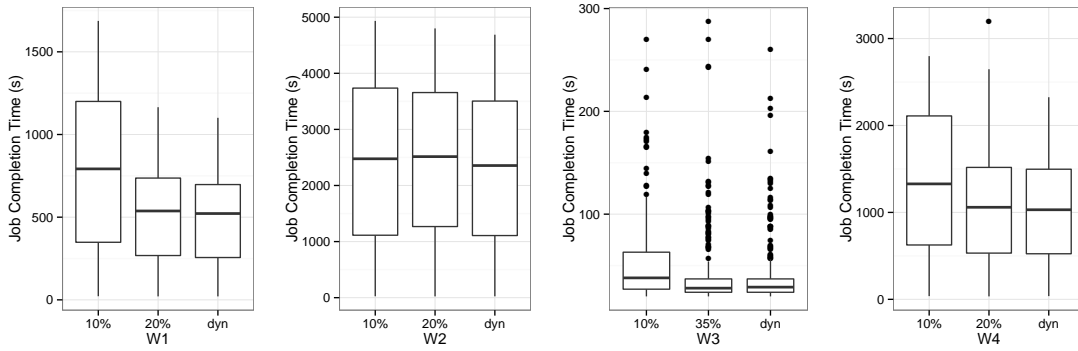 Job Completion Time (s)
1500
1000
500
0
10% 20% dyn
W1
Job Completion Time (s)
5000
4000
3000
2000
1000
0
10% 20% dyn
W2
Job Completion Time (s)
300
200
100
10% 35% dyn
W3
Job Completion Time (s)
3000
2000
1000
0
10% 20% dyn
W4